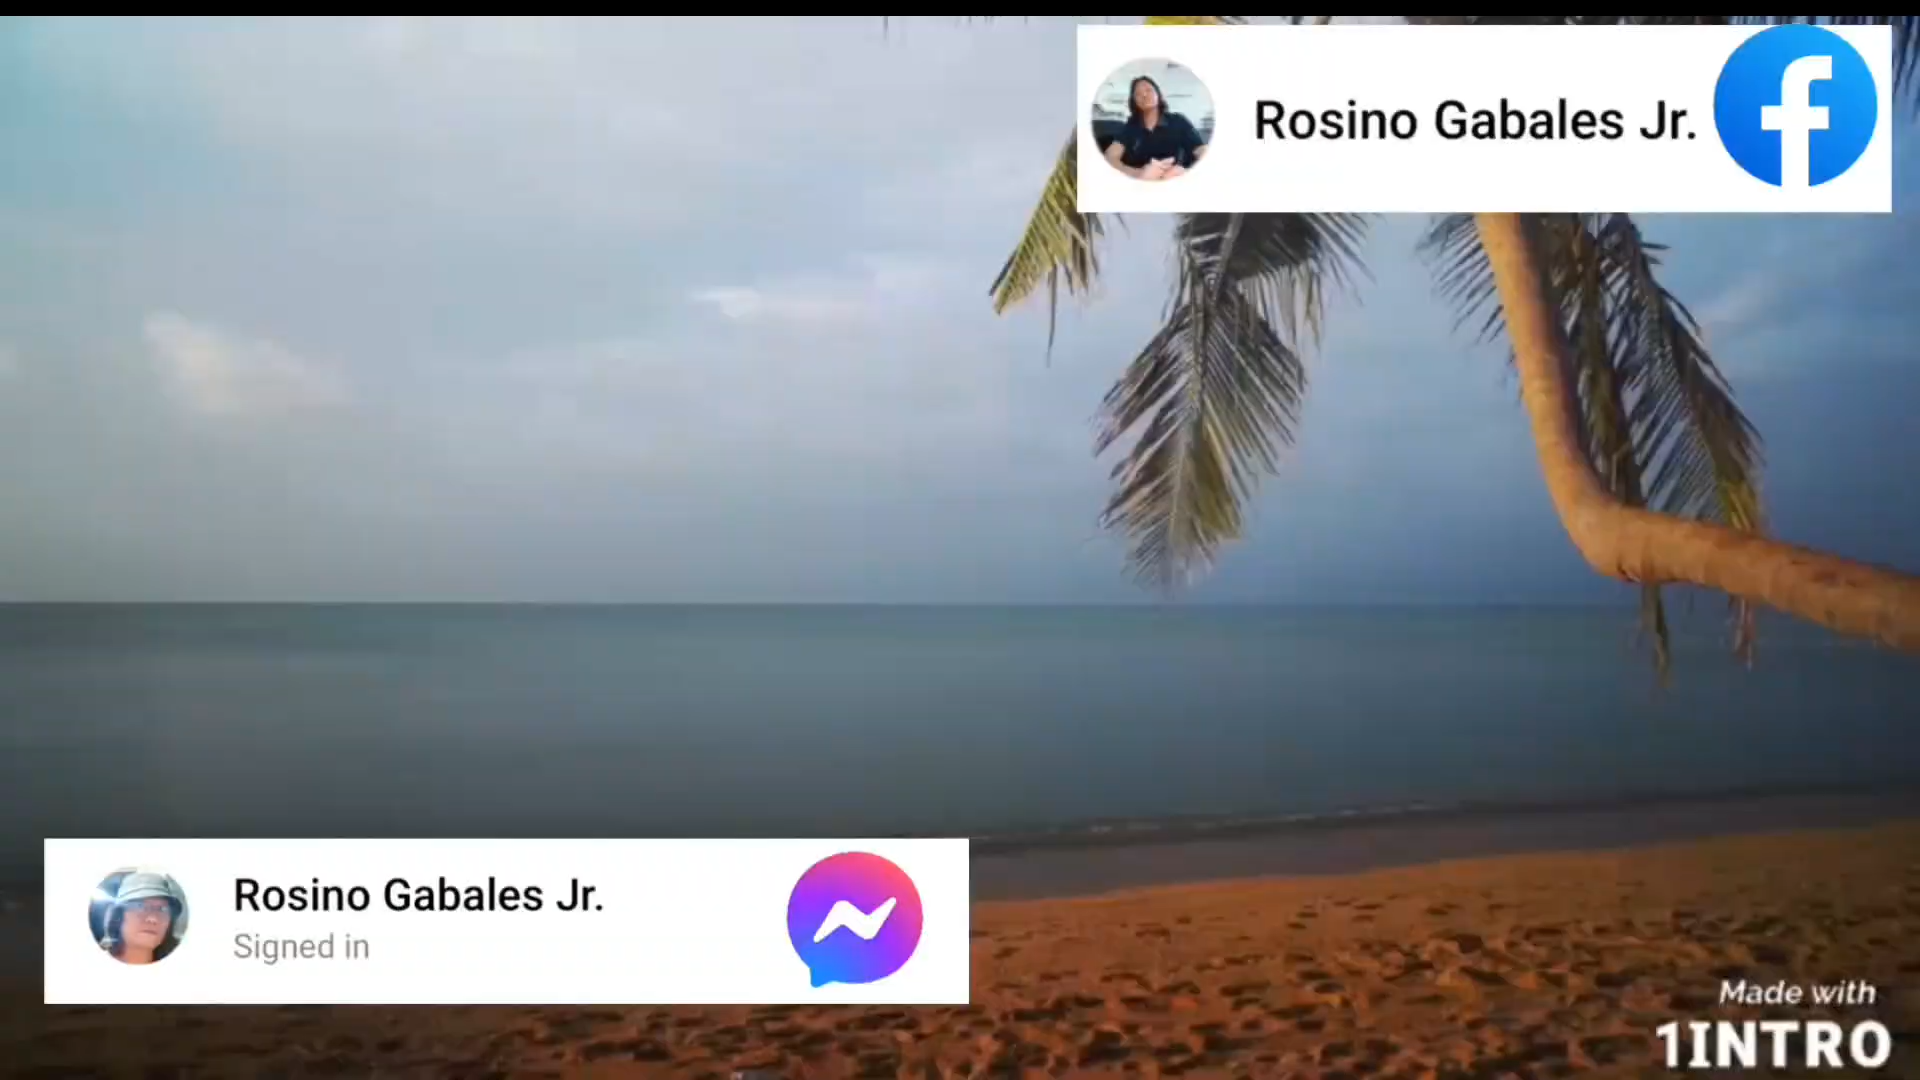 Rosino Gabales Jr.
Rosino Gabales Jr.
Signed in
Made with
1INTRO